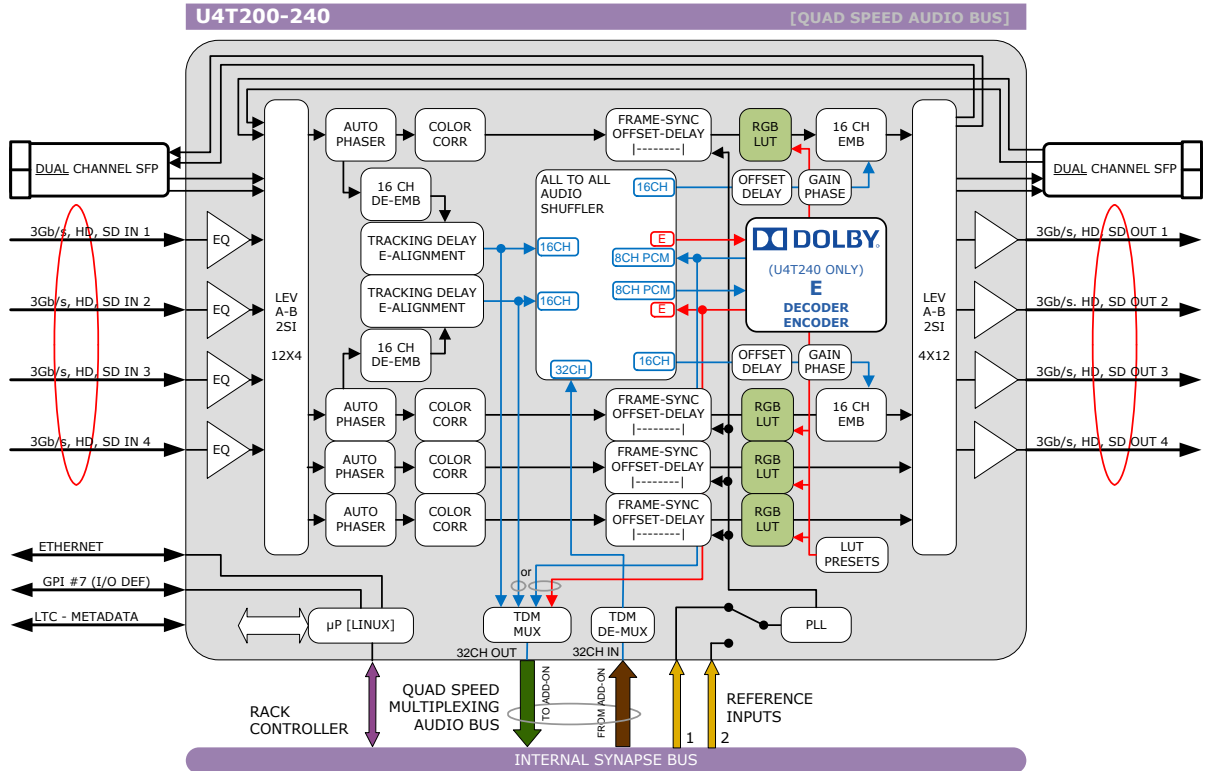 U4T200-240 [QUAD SPEED AUDIO BUS]
DUAL CHANNEL SFP
3Gb/s, HD, SD IN 1
3Gb/s, HD, SD IN 2
3Gb/s, HD, SD IN 3
3Gb/s, HD, SD IN 4
EQ
EQ
EQ
EQ
LEV
A-B
2SI
12X4
AUTO
PHASER
COLOR
CORR
16 CH
DE-EMB
TRACKING DELAY
E-ALIGNMENT
TRACKING DELAY
E-ALIGNMENT
16 CH
DE-EMB
AUTO
PHASER
COLOR
CORR
AUTO
PHASER
COLOR
CORR
AUTO
PHASER
COLOR
CORR
ALL TO ALL
AUDIO
SHUFFLER
16CH
16CH
16CH
E
8CH PCM
8CH PCM
E
16CH
32CH
FRAME-SYNC
OFFSET-DELAY
|--------|
RGB
LUT
16 CH
EMB
OFFSET
DELAY
GAIN
PHASE
DOLBY.
(U4T240 ONLY)
E
DECODER
ENCODER
OFFSET
DELAY
GAIN
PHASE
FRAME-SYNC
OFFSET-DELAY
|--------|
RGB
LUT
16 CH
EMB
FRAME-SYNC
OFFSET-DELAY
|--------|
RGB
LUT
FRAME-SYNC
OFFSET-DELAY
|--------|
RGB
LUT
LUT
PRESETS
LEV
A-B
2SI
4X12
DUAL CHANNEL SFP
3Gb/s, HD, SD OUT 1
3Gb/s, HD, SD OUT 2
3Gb/s, HD, SD OUT 3
3Gb/s, HD, SD OUT 4
ETHERNET
GPI #7 (I/O DEF)
LTC - METADATA
µP [LINUX]
or
TDM
MUX
TDM
DE-MUX
PLL
32CH OUT
32CH IN
RACK
CONTROLLER
QUAD SPEED
MULTIPLEXING
AUDIO BUS
TO ADD-ON
FROM ADD-ON
1
2
REFERENCE
INPUTS
INTERNAL SYNAPSE BUS